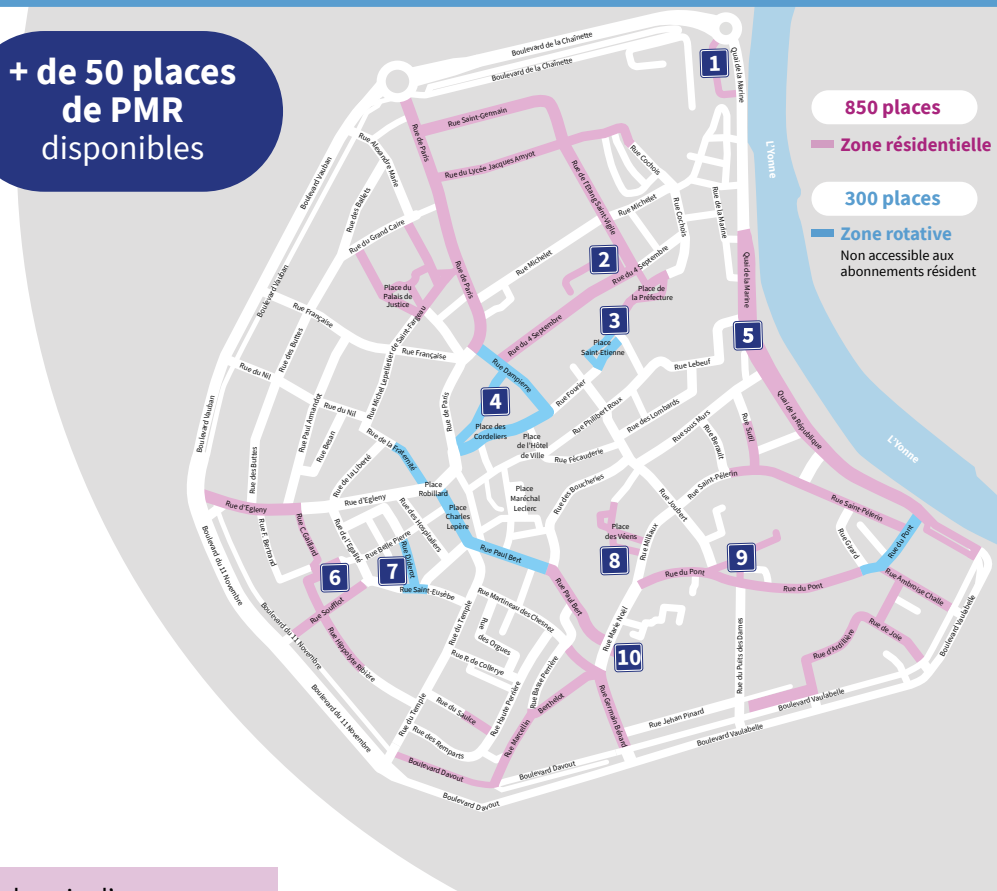 + de 50 places
de PMR
disponibles
850 places
Zone résidentielle
300 places
Zone rotative
Non accessible aux
abonnements résident
Boulevard de la Chaînette
Boulevard de la Chaînette
1
Quai de la Marine
L'Yonne
Rue Saint-Germain
Rue de Paris
Rue Alexandre Marie
Boulevard Vauban
Rue du Lycée Jacques Amyot
Rue Cochois
Rue des Ballets
Rue de l'Etang Saint-Vigile
Rue Michelet
Rue Cochois
Rue de la Marine
Rue du Grand Caire
Rue Michelet
2
Rue du 4 Septembre
Quai de la Marine
Rue de Paris
Boulevard Vauban
Place du
Palais de
Justice
Place de
la Préfecture
3
Rue Française
Rue Michel Lepelletier de Saint-Fargeau
Rue du 4 Septembre
Place
Saint-Etienne
5
Rue des Buttes
Rue Française
Rue Dampierre
Rue Lebeuf
Rue du Nil
Rue Fourier
4
Rue de Paris
Rue Philibert Roux
Rue des Lombards
Quai de la République
Boulevard Vauban
Rue Paul Armandot
Rue du Nil
Place des
Cordeliers
Rue sous Murs
Rue Sutil
Rue Berault
Rue Besan
Rue de la Fraternité
Place
de l'Hôtel
de Ville
L'Yonne
Rue des Buttes
Rue de la Liberté
Rue Fécauderie
Place
Robillard
Rue des Boucheries
Rue Saint-Pélerin
Rue d'Egleny
Rue d'Egleny
Place
Maréchal
Leclerc
Rue Joubert
Rue Saint-Pélerin
Rue C. Gaillard
Rue des Hospitaliers
Place
Charles
Lepère
Place
des Véens
Rue F. Bertrand
Rue de l'Egalité
Rue Belle Pierre
Rue Milliaux
Rue Girard
Rue du Pont
Boulevard du 11 Novembre
Rue Paul Bert
8
9
6
7
Rue Diderot
Rue du Pont
Rue du Pont
Rue Ambroise Challe
Rue Saint-Eusèbe
Rue Martineau des Chesnez
Rue Paul Bert
Rue Soufflot
Boulevard Vaulabelle
Boulevard du 11 Novembre
Rue du Temple
Rue
des Orgues
Rue Marie Noël
Rue de Joie
Rue d'Ardillière
Rue Hippolyte Ribière
Rue R. de Collerye
10
Rue du Puits des Dames
Rue Basse Perrière
Rue Haute Perrière
Boulevard du 11 Novembre
Rue du Saulce
Rue Marcellin
Berthelot
Rue Germain Bénard
Boulevard Vaulabelle
Rue du Temple
Rue des Remparts
Rue Jehan Pinard
Boulevard Vaulabelle
Boulevard Davout
Boulevard Davout
Boulevard Davout